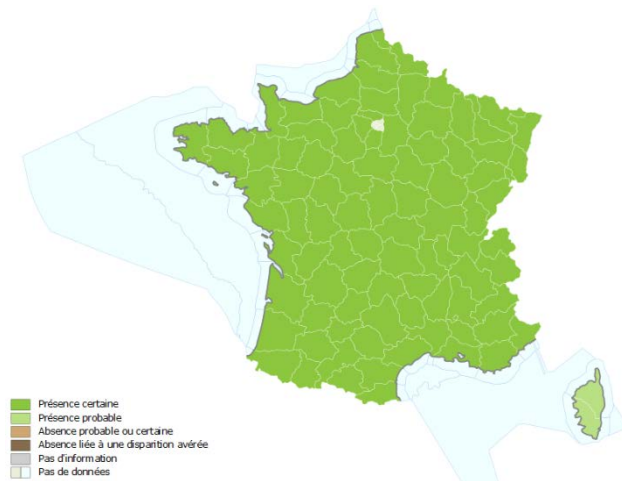 Présence certaine
Présence probable
Absence probable ou certaine
Absence liée à une disparition avérée
Pas d'information
Pas de données